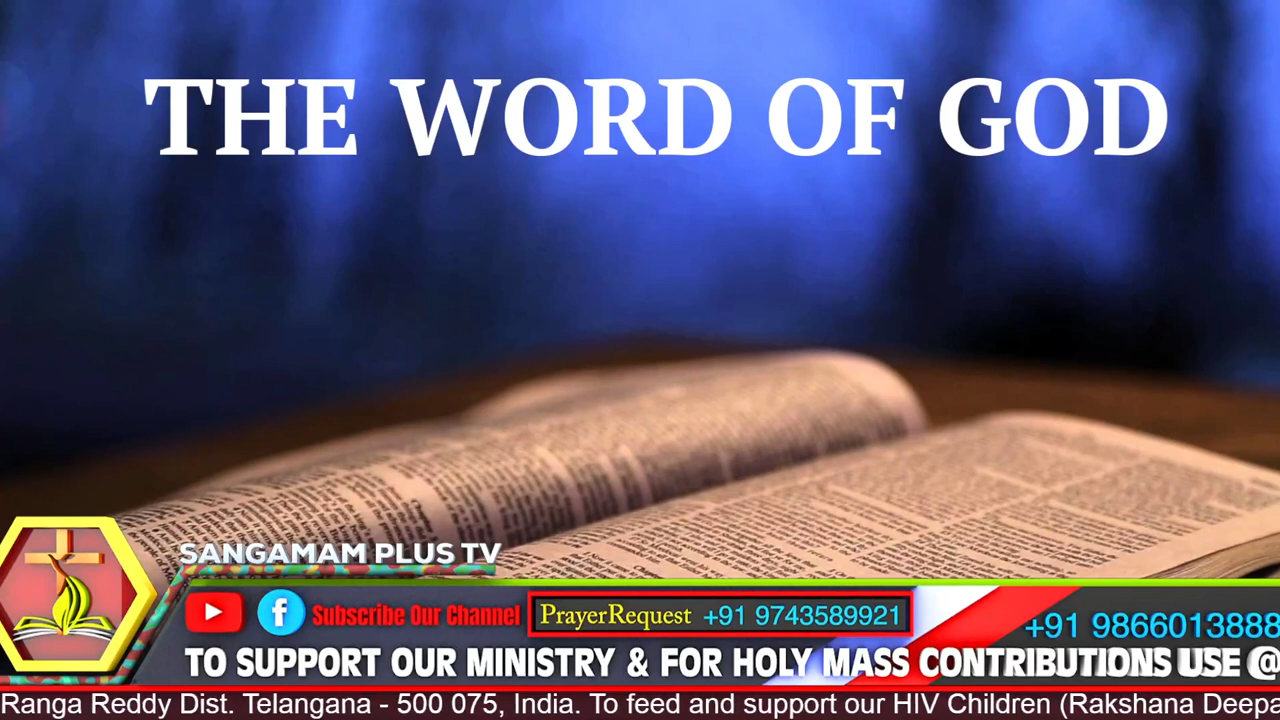 THE WORD OF GOD
SANGAMAM PLUS TV
Subscribe Our Channel
PrayerRequest +91 9743589921
+91 9866013888
TO SUPPORT OUR MINISTRY & FOR HOLY MASS CONTRIBUTIONS USE @
Ranga Reddy Dist. Telangana - 500 075, India. To feed and support our HIV Children (Rakshana Deepa